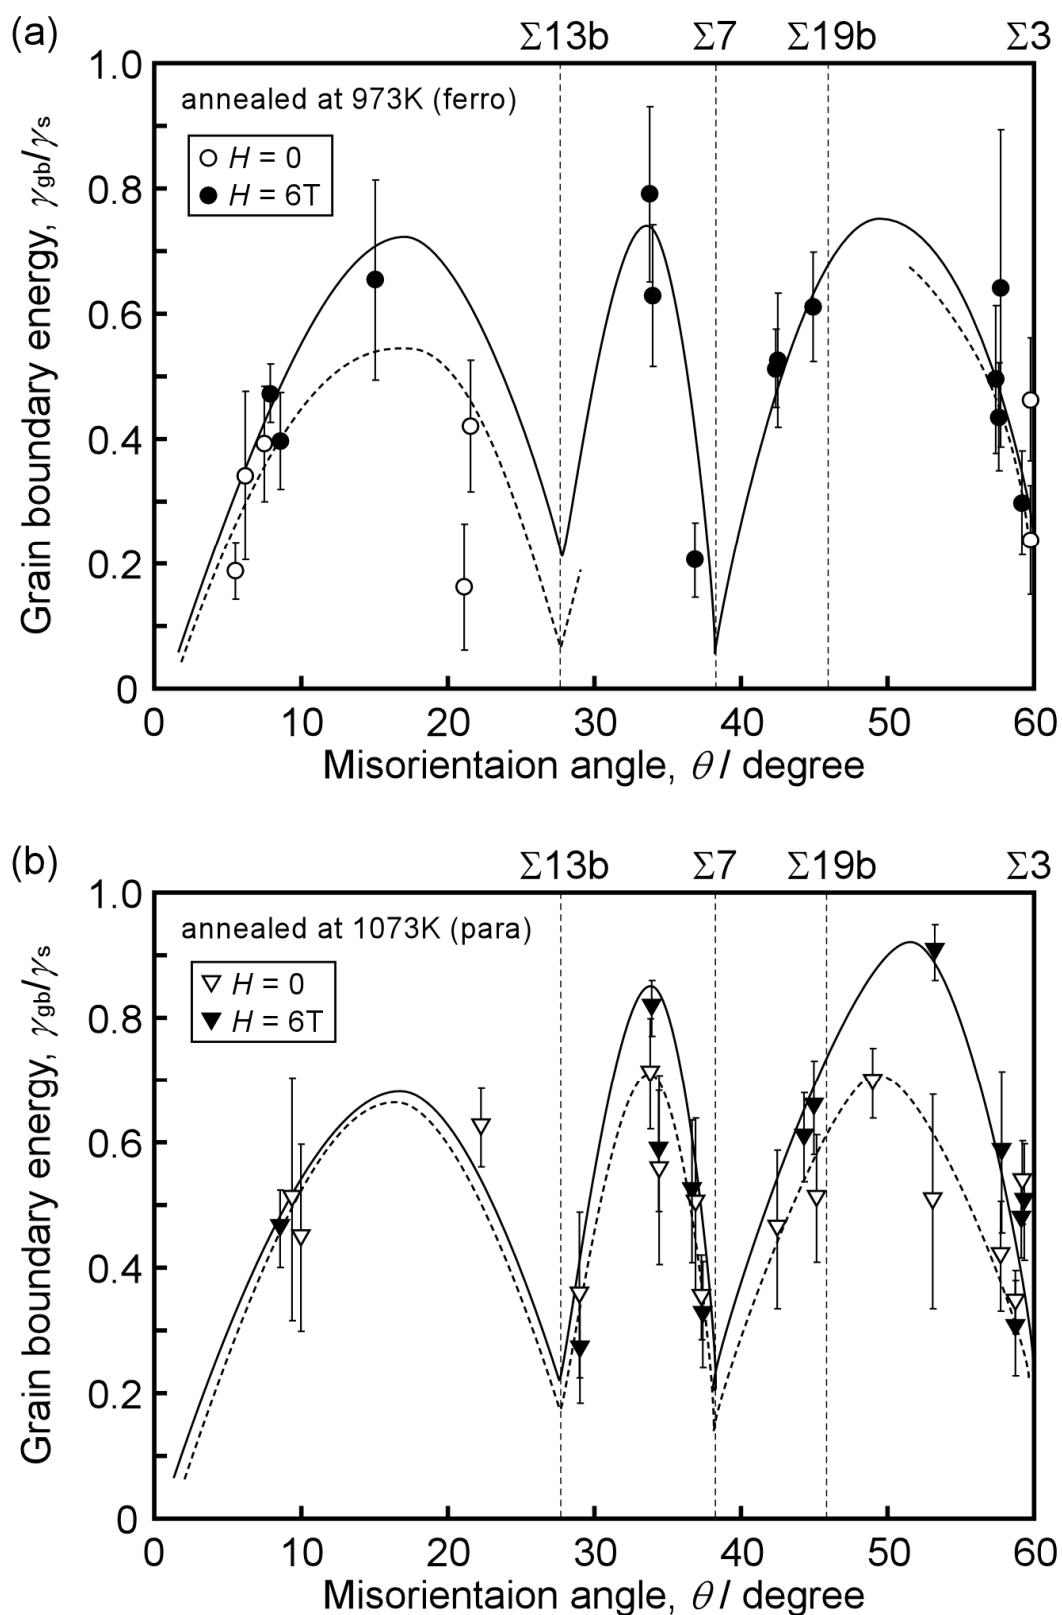 (a)
Σ13b Σ7 Σ19b Σ3
1.0
0.8
0.6
0.4
0.2
0
Grain boundary energy, γgb/γs
annealed at 973K (ferro)
H = 0
H = 6T
0 10 20 30 40 50 60
Misorientaion angle, θ / degree
(b)
Σ13b Σ7 Σ19b Σ3
1.0
0.8
0.6
0.4
0.2
0
Grain boundary energy, γgb/γs
annealed at 1073K (para)
H = 0
H = 6T
0 10 20 30 40 50 60
Misorientaion angle, θ / degree